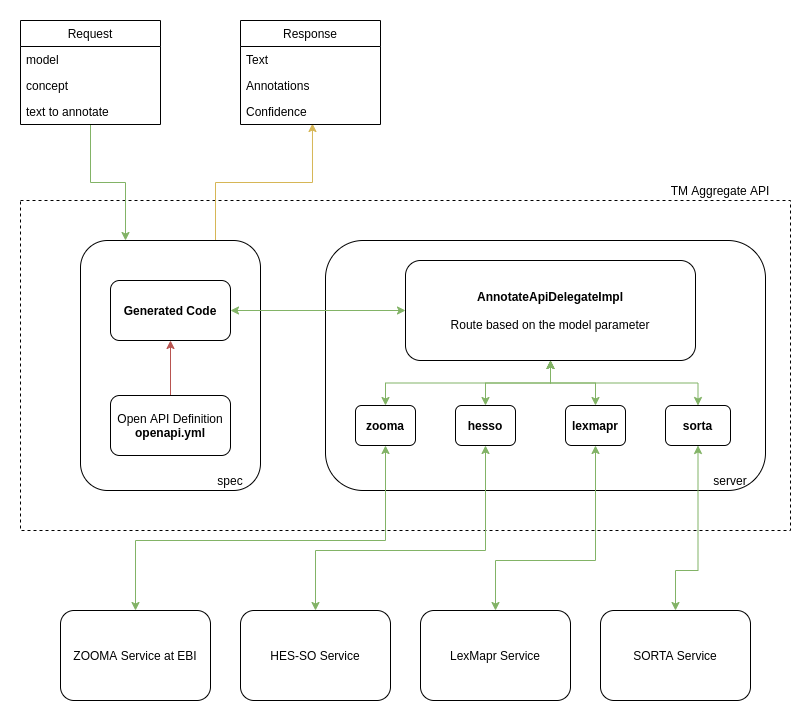 Request
model
concept
text to annotate
Response
Text
Annotations
Confidence
TM Aggregate API
Generated Code
Open API Definition
openapi.yml
spec
AnnotateApiDelegateImpl
Route based on the model parameter
zooma
hesso
lexmapr
sorta
server
ZOOMA Service at EBI
HES-SO Service
LexMapr Service
SORTA Service